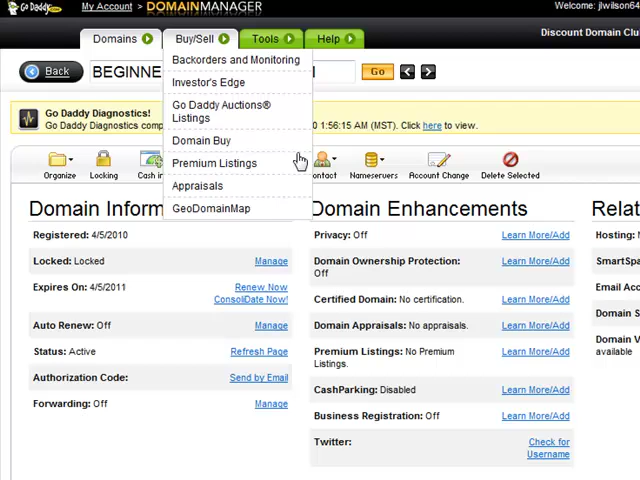 Go Daddy
.com
My Account
DOMAINMANAGER
Welcome: jlwilson64
Domains
Buy/Sell
Tools
Help
Discount Domain Clu
Back
BEGINNE
Go
Backorders and Monitoring
Investor's Edge
Go Daddy Auctions®
Listings
Domain Buy
Premium Listings
Appraisals
GeoDomainMap
Go Daddy Diagnostics!
Go Daddy Diagnostics comp
0 1:56:15 AM (MST). Click here to view.
Organize
Locking
Cash in
ontact
Nameservers
Account Change
Delete Selected
Domain Inform
Registered: 4/5/2010
Locked: Locked
Manage
Expires On: 4/5/2011
Renew Now
ConsoliDate Now!
Auto Renew: Off
Manage
Status: Active
Refresh Page
Authorization Code:
Send by Email
Forwarding: Off
Manage
Domain Enhancements
Privacy: Off
Learn More/Add
Domain Ownership Protection:
Off
Learn More/Add
Certified Domain: No certification.
Learn More/Add
Domain Appraisals: No appraisals.
Learn More/Add
Premium Listings: No Premium
Listings.
Learn More/Add
CashParking: Disabled
Learn More/Add
Business Registration: Off
Learn More/Add
Twitter:
Check for
Username
Relat
Hosting:
SmartSpa
Email Acc
Domain S
Domain V
available